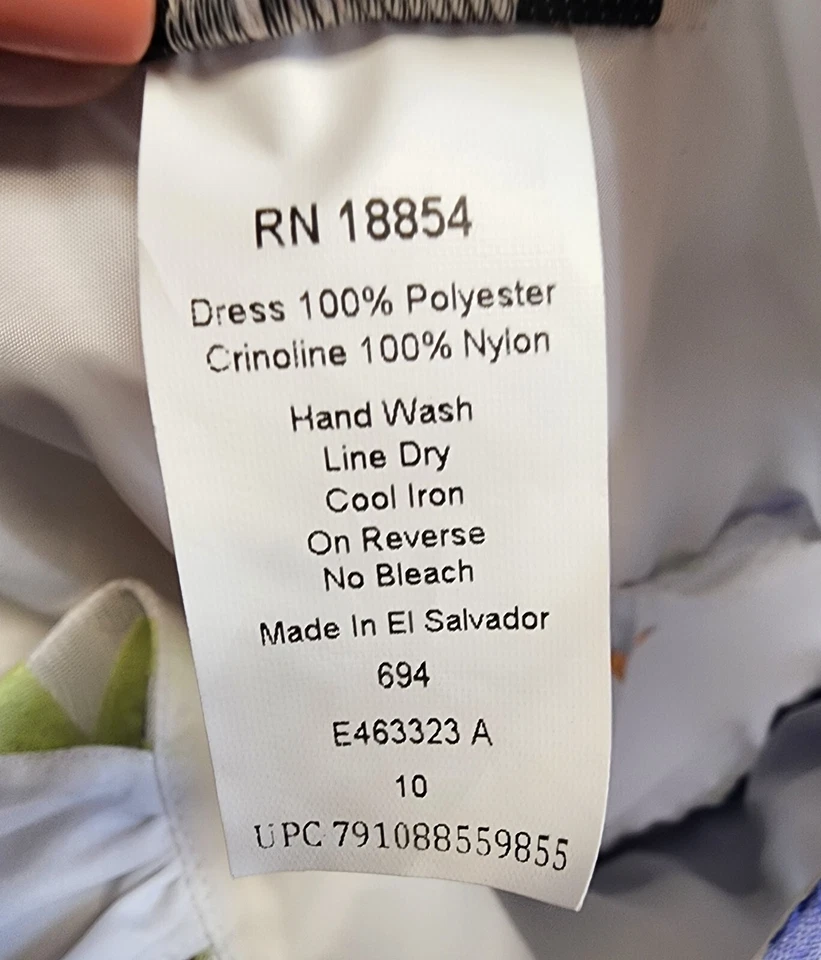 RN 18854
Dress 100% Polyester
Crinoline 100% Nylon
Hand Wash
Line Dry
Cool Iron
On Reverse
No Bleach
Made In El Salvador
694
E463323 A
10
UPC 791088559855